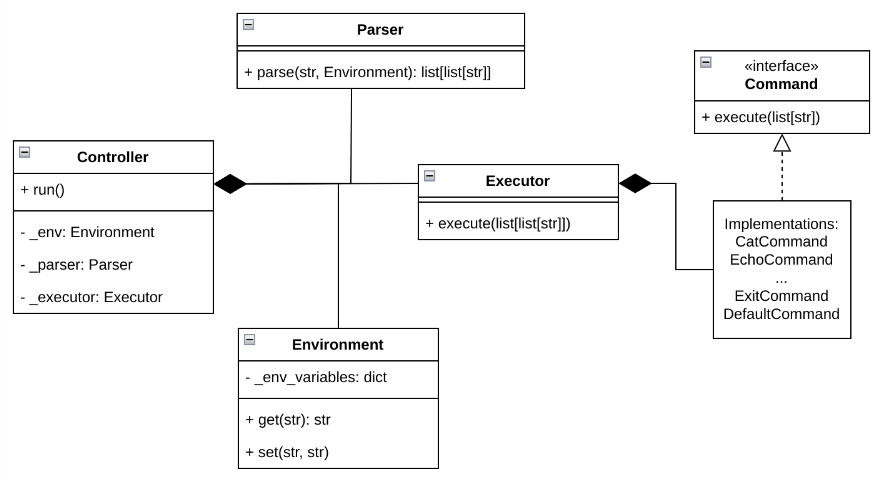 Parser
+ parse(str, Environment): list[list[str]]
«interface»
Command
+ execute(list[str])
Controller
+ run()
- _env: Environment
- _parser: Parser
- _executor: Executor
Executor
+ execute(list[list[str]])
Implementations:
CatCommand
EchoCommand
...
ExitCommand
DefaultCommand
Environment
- _env_variables: dict
+ get(str): str
+ set(str, str)